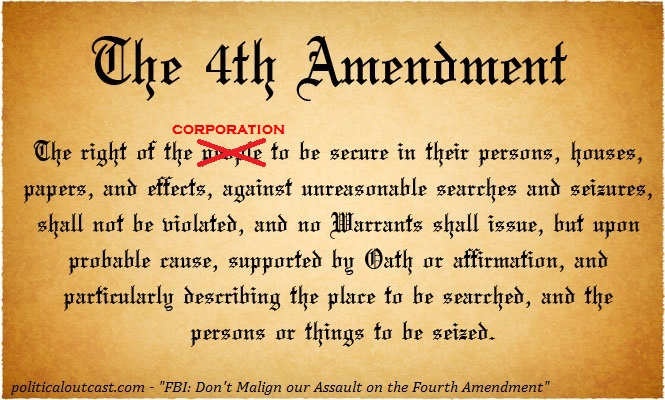 The 4th Amendment
CORPORATION
The right of the people to be secure in their persons, houses,
papers, and effects, against unreasonable searches and seizures,
shall not be violated, and no Warrants shall issue, but upon
probable cause, supported by Oath or affirmation, and
particularly describing the place to be searched, and the
persons or things to be seized.
politicaloutcast.com - "FBI: Don't Malign our Assault on the Fourth Amendment"